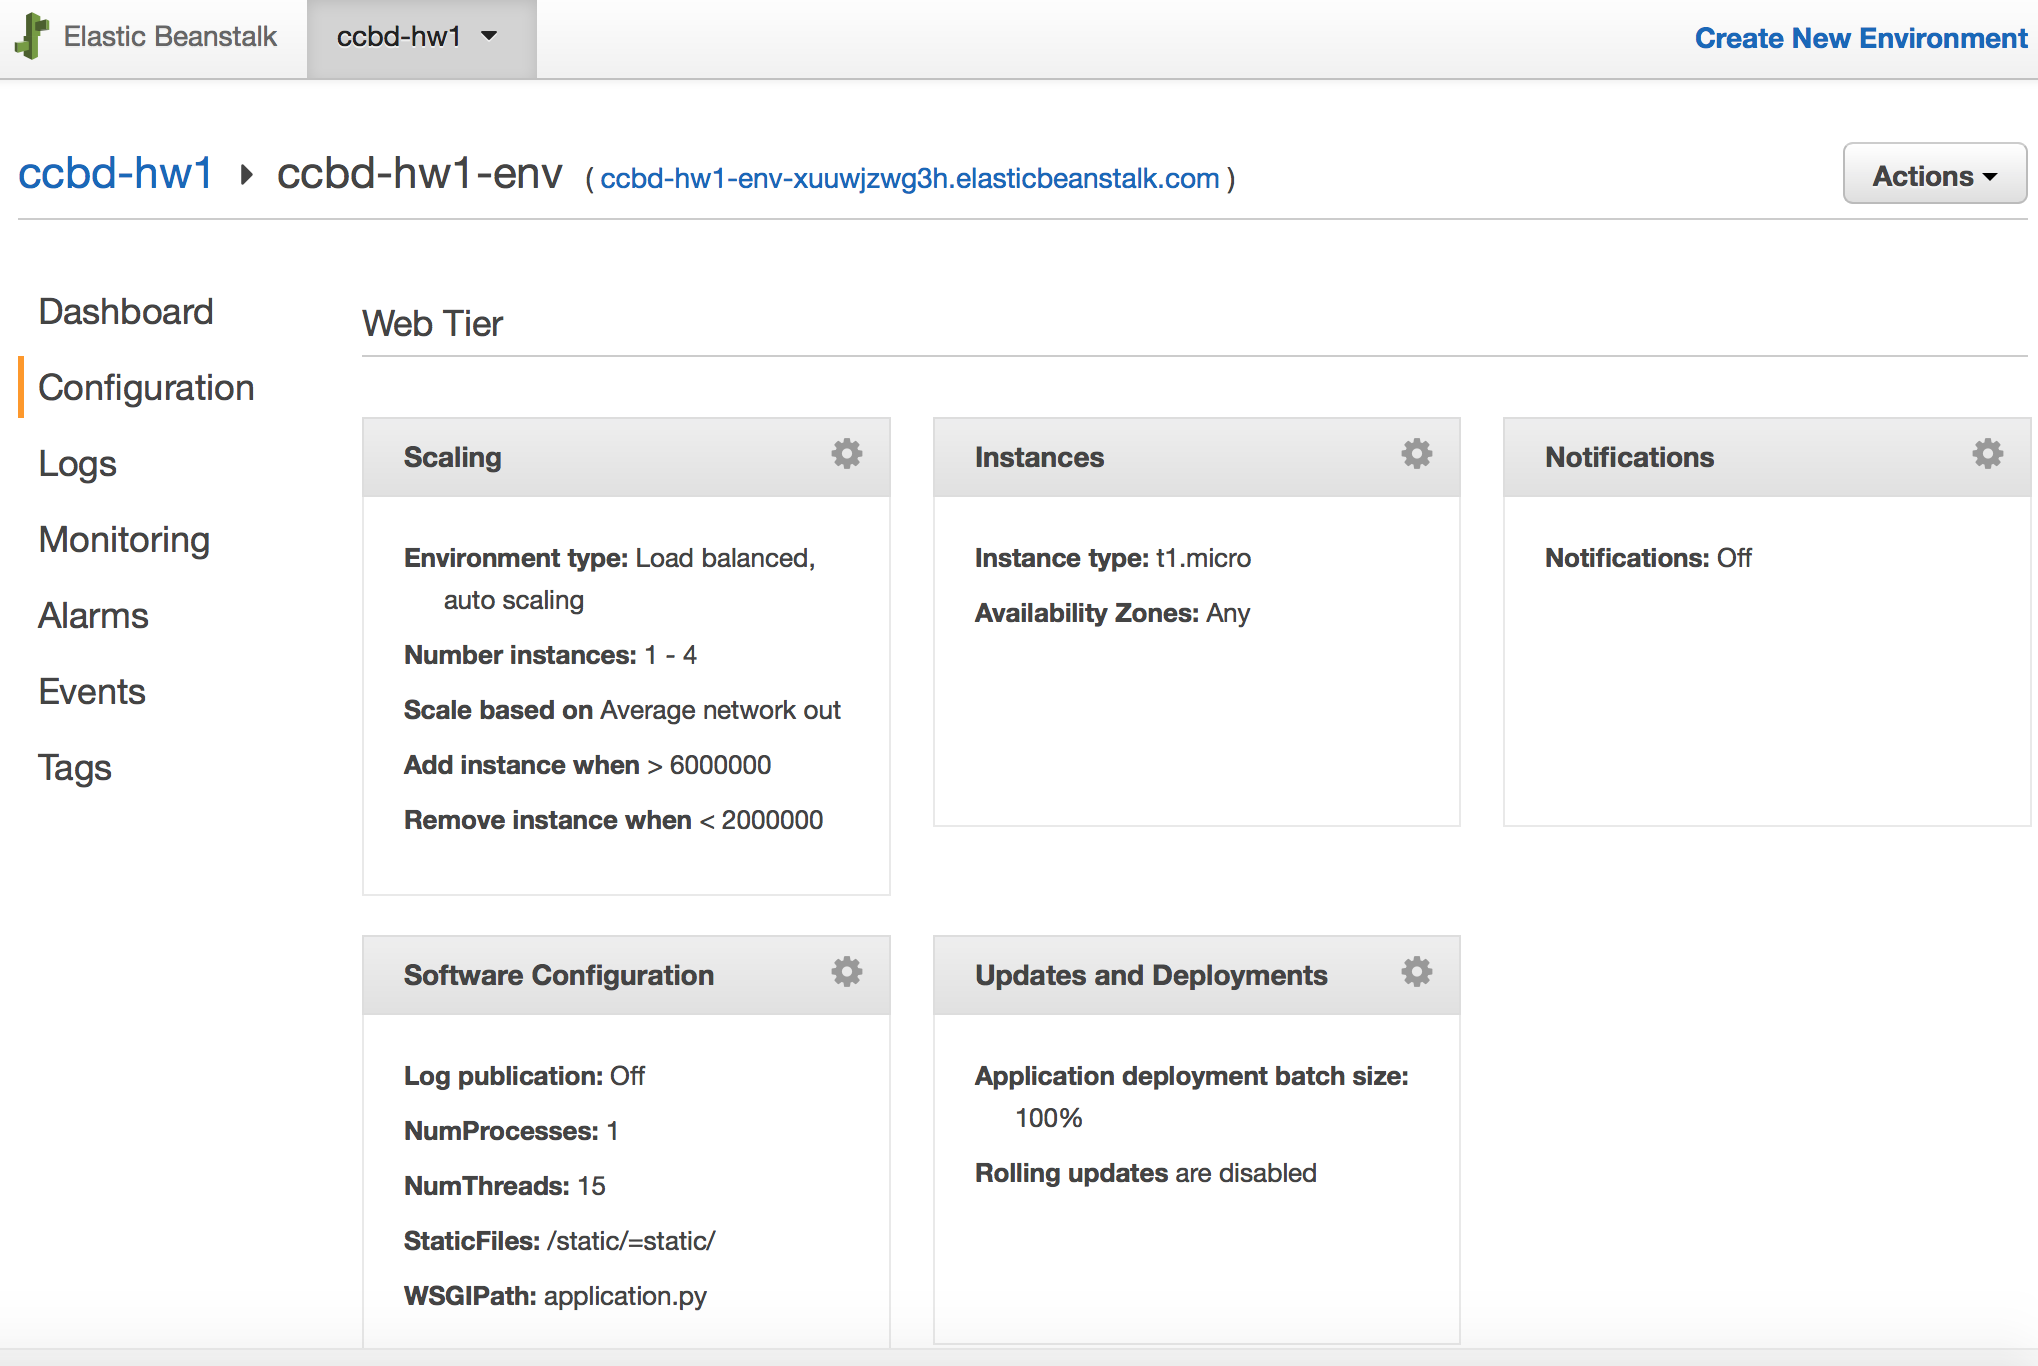 Elastic Beanstalk
ccbd-hw1
Create New Environment
ccbd-hw1 ccbd-hw1-env ( ccbd-hw1-env-xuuwjzwg3h.elasticbeanstalk.com )
Actions
Dashboard
Configuration
Logs
Monitoring
Alarms
Events
Tags
Web Tier
Scaling
Environment type: Load balanced,
auto scaling
Number instances: 1 - 4
Scale based on Average network out
Add instance when > 6000000
Remove instance when < 2000000
Instances
Instance type: t1.micro
Availability Zones: Any
Notifications
Notifications: Off
Software Configuration
Log publication: Off
NumProcesses: 1
NumThreads: 15
StaticFiles: /static/=static/
WSGIPath: application.py
Updates and Deployments
Application deployment batch size:
100%
Rolling updates are disabled